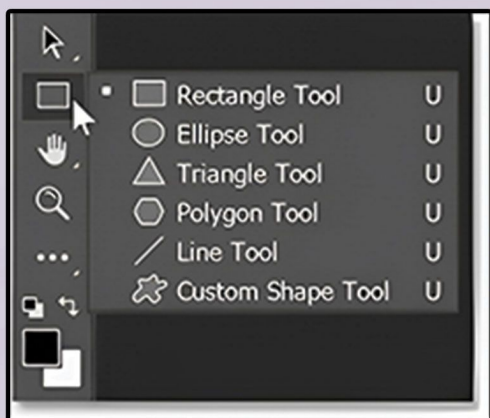 Rectangle Tool U
Ellipse Tool U
Triangle Tool U
Polygon Tool U
Line Tool U
Custom Shape Tool U